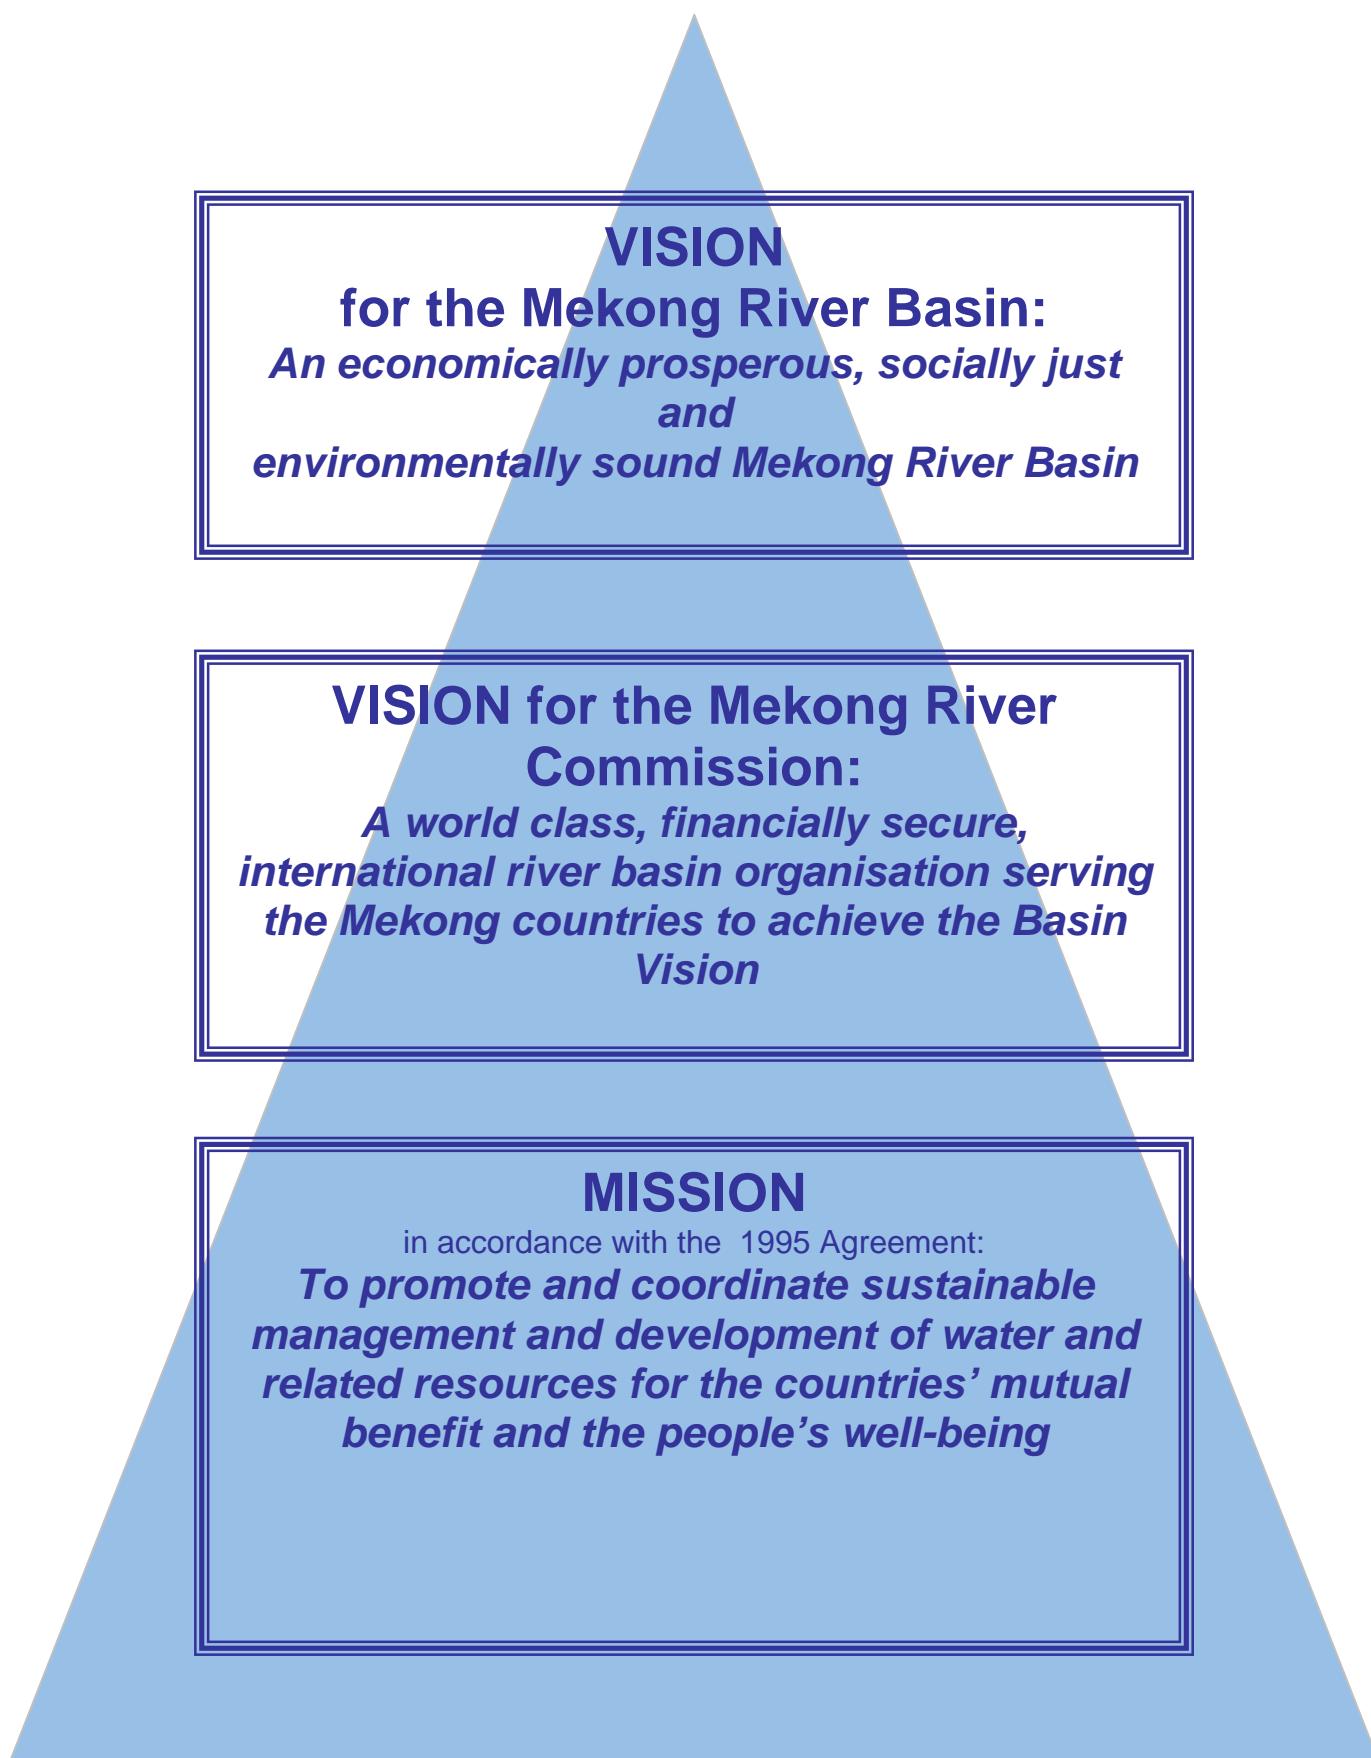 VISION
for the Mekong River Basin:
An economically prosperous, socially just
and
environmentally sound Mekong River Basin
VISION for the Mekong River
Commission:
A world class, financially secure,
international river basin organisation serving
the Mekong countries to achieve the Basin
Vision
MISSION
in accordance with the 1995 Agreement:
To promote and coordinate sustainable
management and development of water and
related resources for the countries’ mutual
benefit and the people’s well-being